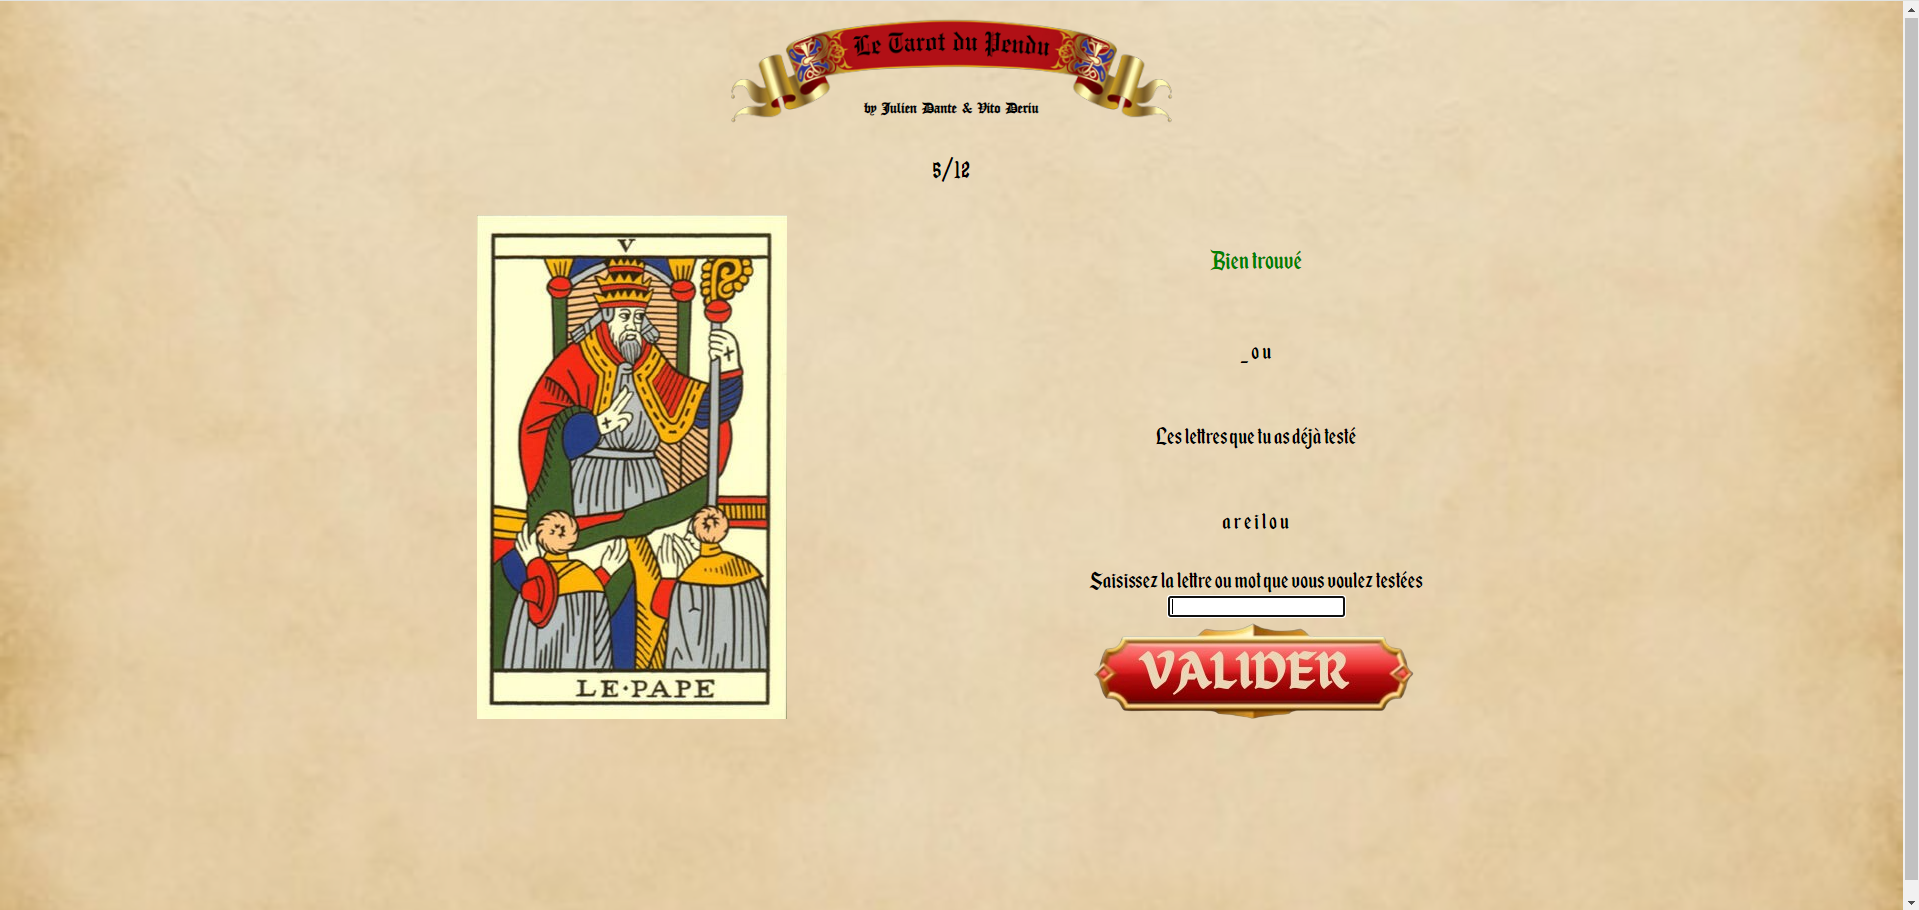 Le Tarot du Pendu
by Julien Dante & Vito Deriu
5/12
V
LE·PAPE
Bien trouvé
_ o u
Les lettres que tu as déjà testé
a r e i l o u
Saisissez la lettre ou mot que vous voulez testées
VALIDER